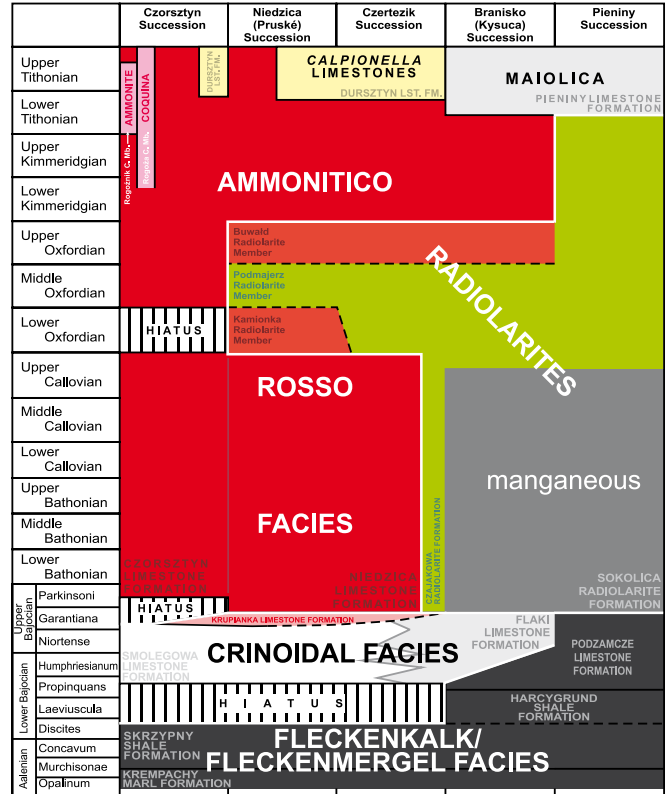 Czorsztyn
Succession
Niedzica
(Pruské)
Succession
Czertezik
Succession
Branisko
(Kysuca)
Succession
Pieniny
Succession
Upper
Tithonian
Lower
Tithonian
Upper
Kimmeridgian
Lower
Kimmeridgian
Upper
Oxfordian
Middle
Oxfordian
Lower
Oxfordian
Upper
Callovian
Middle
Callovian
Lower
Callovian
Upper
Bathonian
Middle
Bathonian
Lower
Bathonian
Upper
Bajocian
Parkinsoni
Garantiana
Niortense
Lower Bajocian
Humphriesianum
Propinquans
Laeviuscula
Discites
Aalenian
Concavum
Murchisonae
Opalinum
AMMONITE
COQUINA
Rogoźnik C. Mb.
Rogoża C. Mb.
DURSZTYN
LST. FM.
CALPIONELLA
LIMESTONES
DURSZTYN LST. FM.
MAIOLICA
PIENINY LIMESTONE
FORMATION
AMMONITICO
Buwałd
Radiolarite
Member
Podmajerz
Radiolarite
Member
Kamionka
Radiolarite
Member
RADIOLARITES
HIATUS
ROSSO
FACIES
manganeous
CZORSZTYN
LIMESTONE
FORMATION
NIEDZICA
LIMESTONE
FORMATION
CZAJAKOWA
RADIOLARITE FORMATION
SOKOLICA
RADIOLARITE
FORMATION
HIATUS
KRUPIANKA LIMESTONE FORMATION
SMOLEGOWA
LIMESTONE
FORMATION
CRINOIDAL FACIES
FLAKI
LIMESTONE
FORMATION
PODZAMCZE
LIMESTONE
FORMATION
HIATUS
HARCYGRUND
SHALE
FORMATION
SKRZYPNY
SHALE
FORMATION
FLECKENKALK/
FLECKENMERGEL FACIES
KREMPACHY
MARL FORMATION